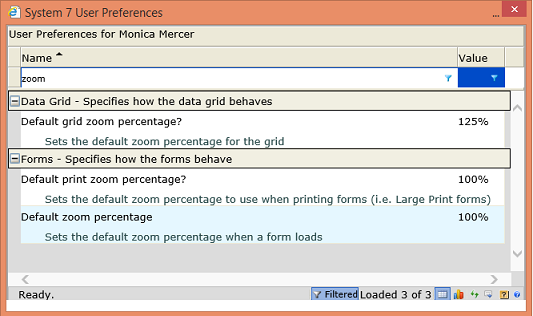 System 7 User Preferences
User Preferences for Monica Mercer
Name Value
zoom
Data Grid - Specifies how the data grid behaves
Default grid zoom percentage? 125%
Sets the default zoom percentage for the grid
Forms - Specifies how the forms behave
Default print zoom percentage? 100%
Sets the default zoom percentage to use when printing forms (i.e. Large Print forms)
Default zoom percentage 100%
Sets the default zoom percentage when a form loads
Ready. Filtered Loaded 3 of 3